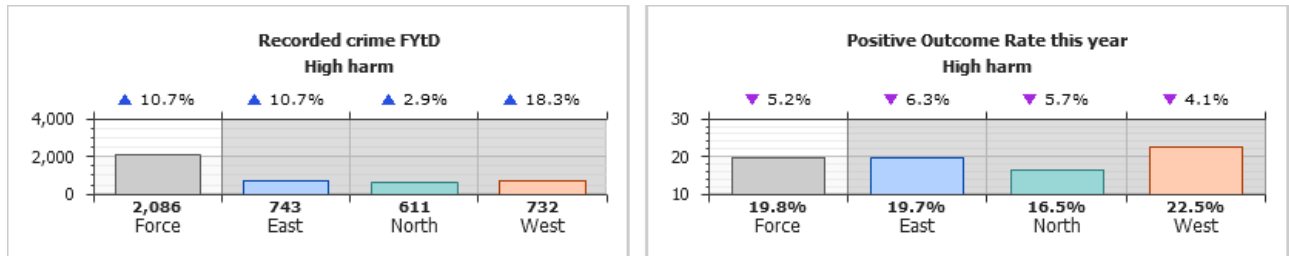 Recorded crime FYtD
High harm
▲ 10.7% ▲ 10.7% ▲ 2.9% ▲ 18.3%
4,000
2,000
0
2,086 743 611 732
Force East North West
Positive Outcome Rate this year
High harm
▼ 5.2% ▼ 6.3% ▼ 5.7% ▼ 4.1%
30
20
10
19.8% 19.7% 16.5% 22.5%
Force East North West